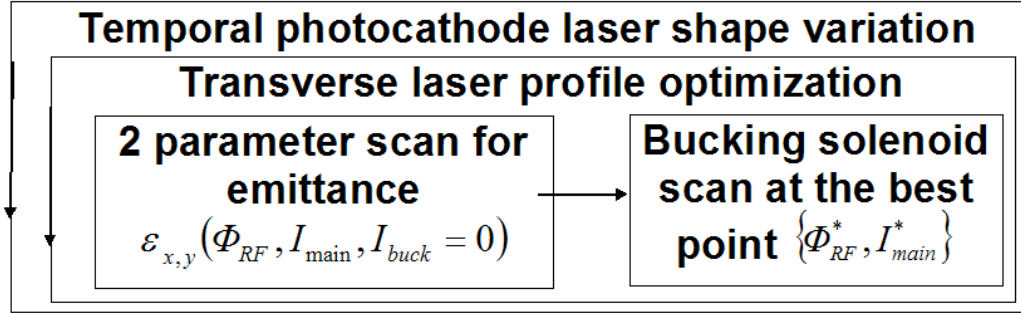 Temporal photocathode laser shape variation
Transverse laser profile optimization
2 parameter scan for
emittance
ε_{x,y}(Φ_{RF}, I_{main}, I_{buck} = 0)
Bucking solenoid
scan at the best
point {Φ*_{RF}, I*_{main}}